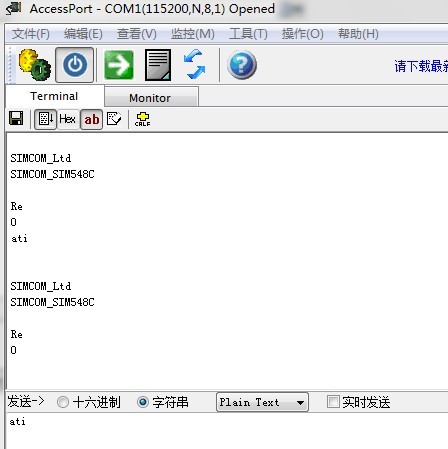 AccessPort - COM1(115200,N,8,1) Opened
文件(F) 编辑(E) 查看(V) 监控(M) 工具(T) 操作(O) 帮助(H)
请下载最新
Terminal Monitor
Hex ab CRLF
SIMCOM_Ltd
SIMCOM_SIM548C
Re
O
ati
SIMCOM_Ltd
SIMCOM_SIM548C
Re
O
发送-> 十六进制 字符串 Plain Text 实时发送
ati